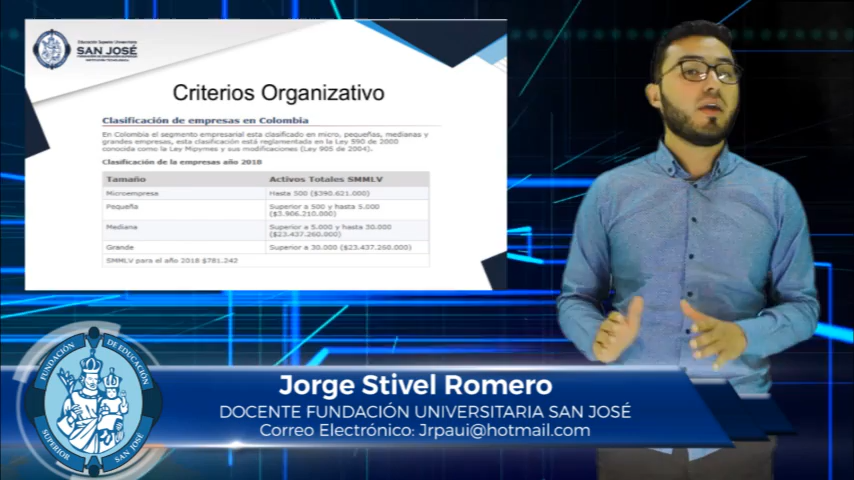 Educación Superior Universitaria
SAN JOSÉ
Criterios Organizativo
Clasificación de empresas en Colombia
En Colombia el segmento empresarial esta clasificado en micro, pequeñas, medianas y
grandes empresas, esta clasificación está reglamentada en la Ley 590 de 2000
conocida como la Ley Mipymes y sus modificaciones (Ley 905 de 2004).
Clasificación de la empresas año 2018
Tamaño Activos Totales SMMLV
Microempresa Hasta 500 ($390.621.000)
Pequeña Superior a 500 y hasta 5.000
($3.906.210.000)
Mediana Superior a 5.000 y hasta 30.000
($23.437.260.000)
Grande Superior a 30.000 ($23.437.260.000)
SMMLV para el año 2018 $781.242
FUNDACIÓN DE EDUCACIÓN
SUPERIOR SAN JOSÉ
Jorge Stivel Romero
DOCENTE FUNDACIÓN UNIVERSITARIA SAN JOSÉ
Correo Electrónico: Jrpaui@hotmail.com